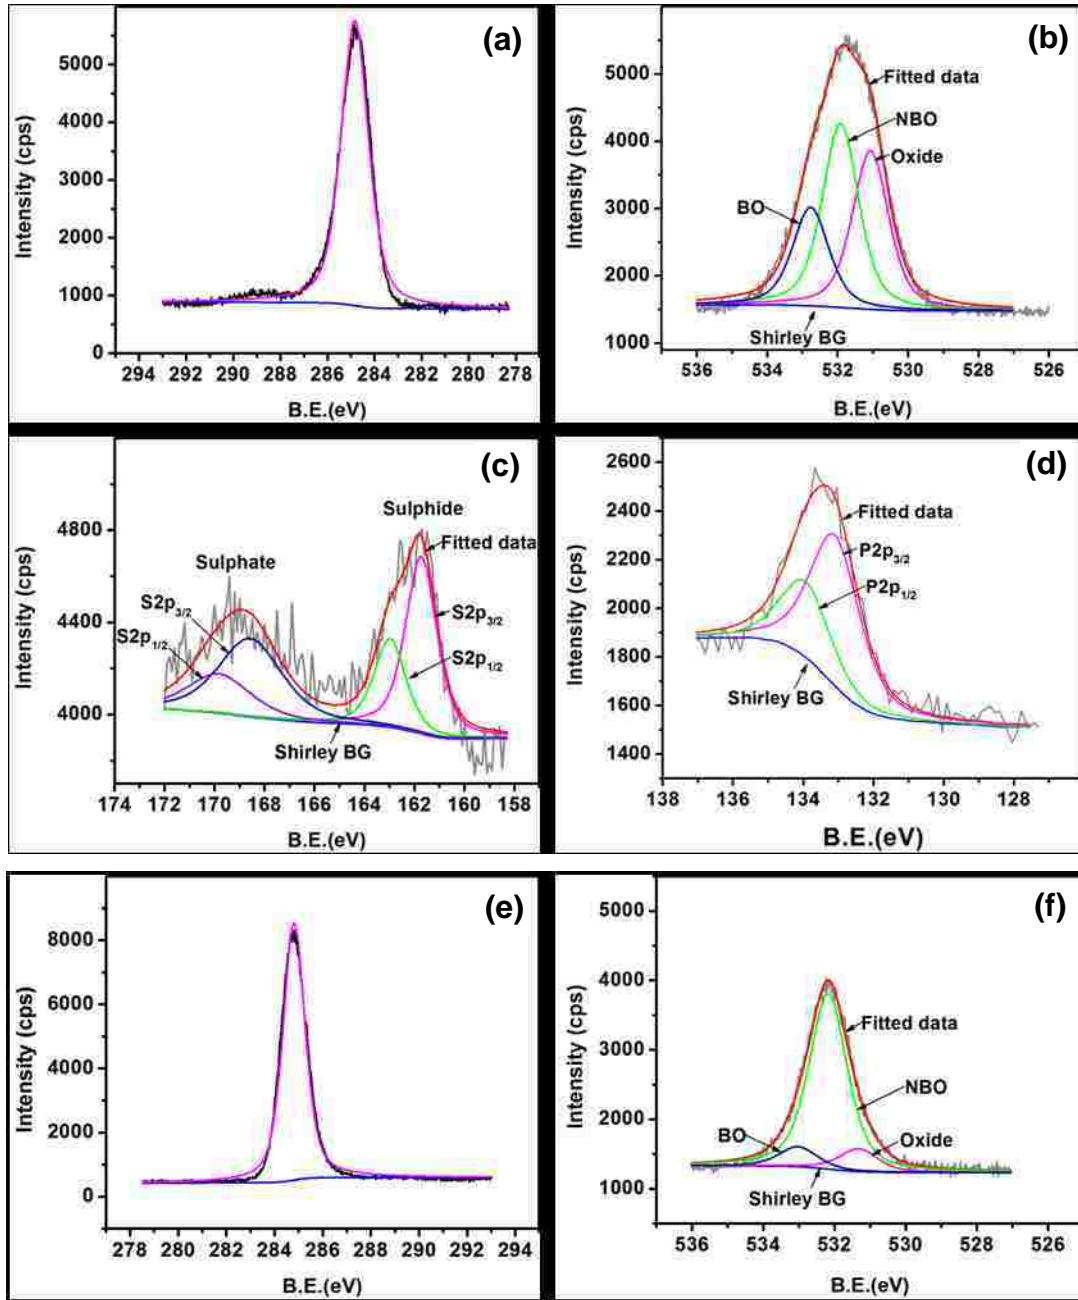 (a)
Intensity (cps)
5000
4000
3000
2000
1000
0
294 292 290 288 286 284 282 280 278
B.E.(eV)
(b)
Intensity (cps)
5000
4000
3000
2000
1000
Fitted data
NBO
Oxide
BO
Shirley BG
536 534 532 530 528 526
B.E.(eV)
(c)
Intensity (cps)
4800
4400
4000
Sulphide
Fitted data
Sulphate
S2p3/2
S2p1/2
S2p3/2
S2p1/2
Shirley BG
174 172 170 168 166 164 162 160 158
B.E.(eV)
(d)
Intensity (cps)
2600
2400
2200
2000
1800
1600
1400
Fitted data
P2p3/2
P2p1/2
Shirley BG
138 136 134 132 130 128
B.E.(eV)
(e)
Intensity (cps)
8000
6000
4000
2000
0
278 280 282 284 286 288 290 292 294
B.E.(eV)
(f)
Intensity (cps)
5000
4000
3000
2000
1000
Fitted data
NBO
BO
Oxide
Shirley BG
536 534 532 530 528 526
B.E.(eV)